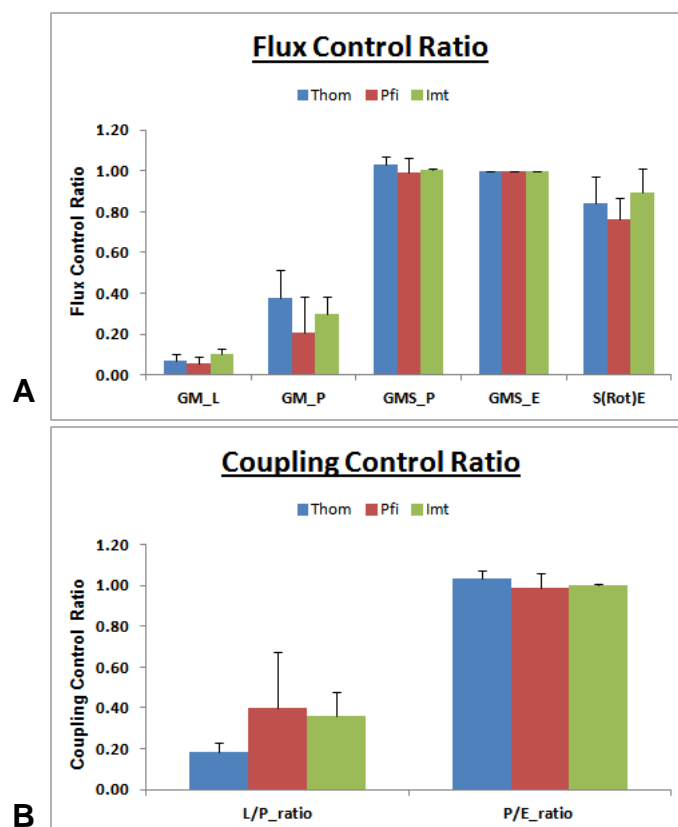 Flux Control Ratio
Thom Pfi Imt
Flux Control Ratio
1.20
1.00
0.80
0.60
0.40
0.20
0.00
GM_L GM_P GMS_P GMS_E S(Rot)E
A
Coupling Control Ratio
Thom Pfi Imt
Coupling Control Ratio
1.20
1.00
0.80
0.60
0.40
0.20
0.00
L/P_ratio P/E_ratio
B